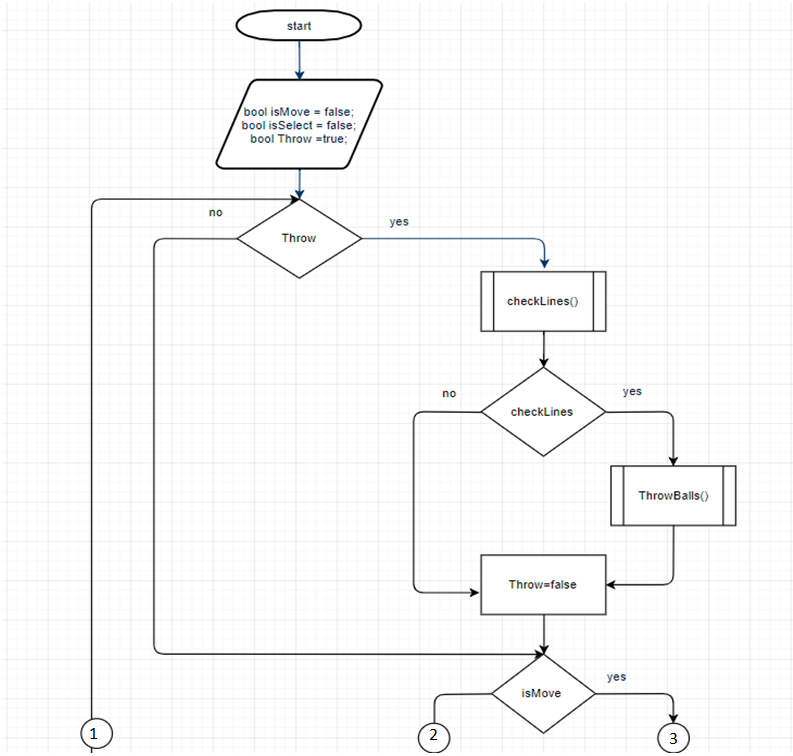 start
bool isMove = false;
bool isSelect = false;
bool Throw =true;
no
yes
Throw
checkLines()
no
yes
checkLines
ThrowBalls()
Throw=false
yes
isMove
1
2
3